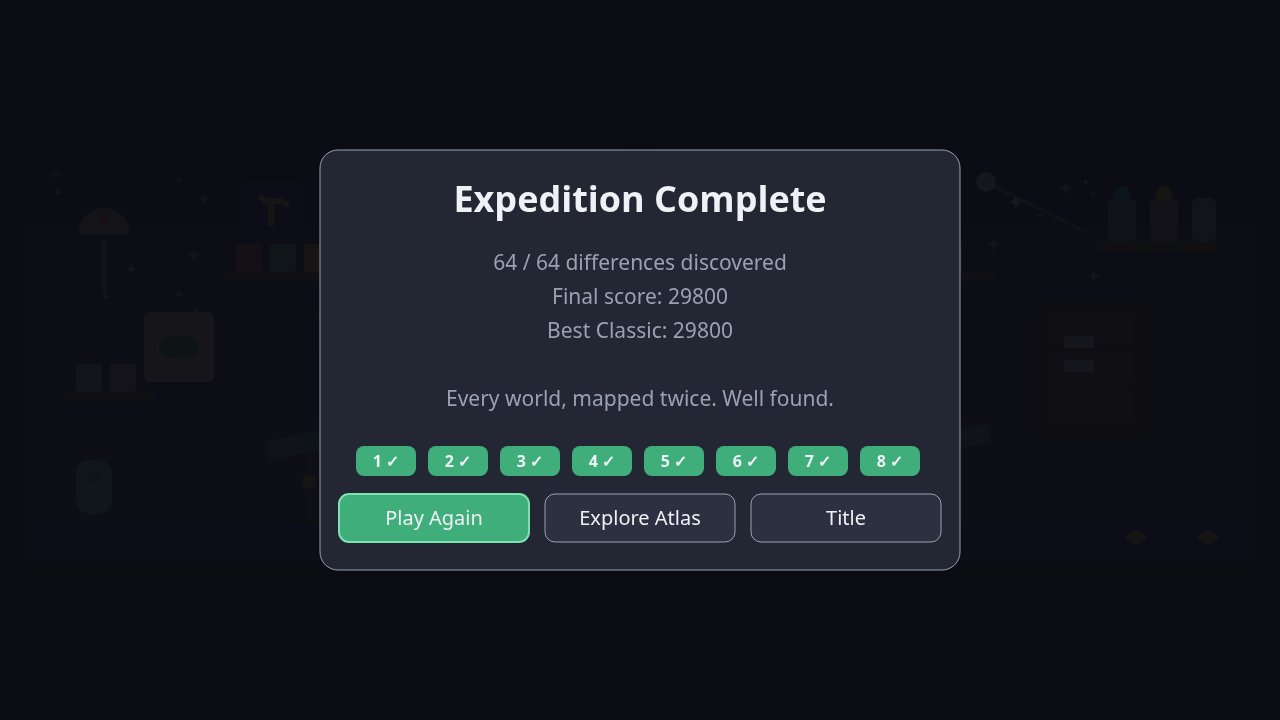 Expedition Complete
64 / 64 differences discovered
Final score: 29800
Best Classic: 29800
Every world, mapped twice. Well found.
1 ✓ 2 ✓ 3 ✓ 4 ✓ 5 ✓ 6 ✓ 7 ✓ 8 ✓
Play Again Explore Atlas Title